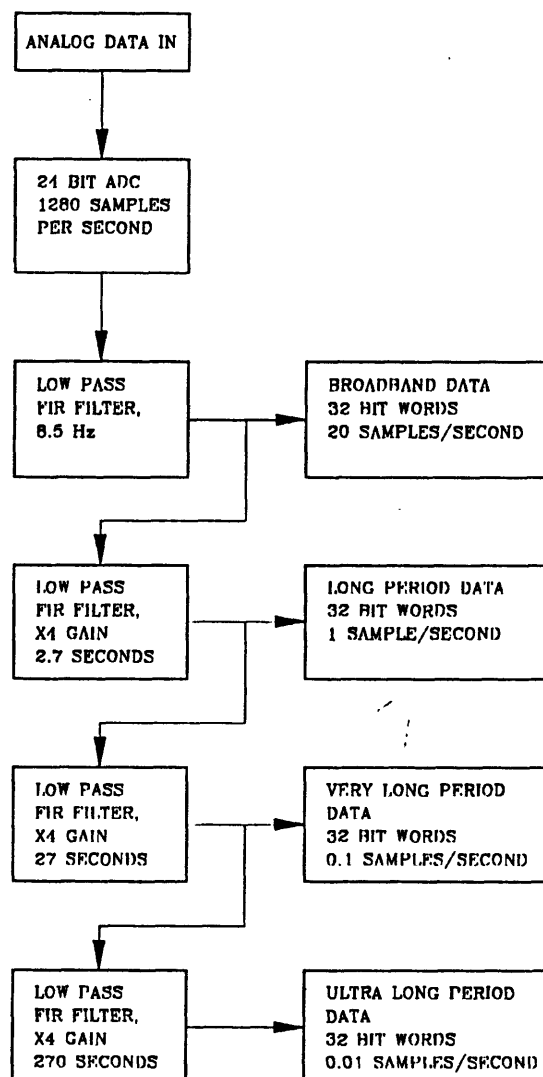 ANALOG DATA IN
24 BIT ADC
1280 SAMPLES
PER SECOND
LOW PASS
FIR FILTER,
8.5 Hz
BROADBAND DATA
32 BIT WORDS
20 SAMPLES/SECOND
LOW PASS
FIR FILTER,
X4 GAIN
2.7 SECONDS
LONG PERIOD DATA
32 BIT WORDS
1 SAMPLE/SECOND
LOW PASS
FIR FILTER,
X4 GAIN
27 SECONDS
VERY LONG PERIOD
DATA
32 BIT WORDS
0.1 SAMPLES/SECOND
LOW PASS
FIR FILTER,
X4 GAIN
270 SECONDS
ULTRA LONG PERIOD
DATA
32 BIT WORDS
0.01 SAMPLES/SECOND